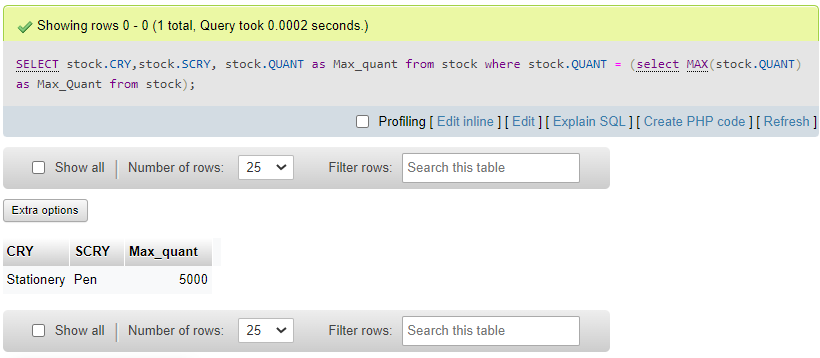 Showing rows 0 - 0 (1 total, Query took 0.0002 seconds.)
SELECT stock.CRY,stock.SCRY, stock.QUANT as Max_quant from stock where stock.QUANT = (select MAX(stock.QUANT)
as Max_Quant from stock);
Profiling [ Edit inline ] [ Edit ] [ Explain SQL ] [ Create PHP code ] [ Refresh ]
Show all Number of rows: 25 Filter rows: Search this table
Extra options
CRY SCRY Max_quant
Stationery Pen 5000
Show all Number of rows: 25 Filter rows: Search this table